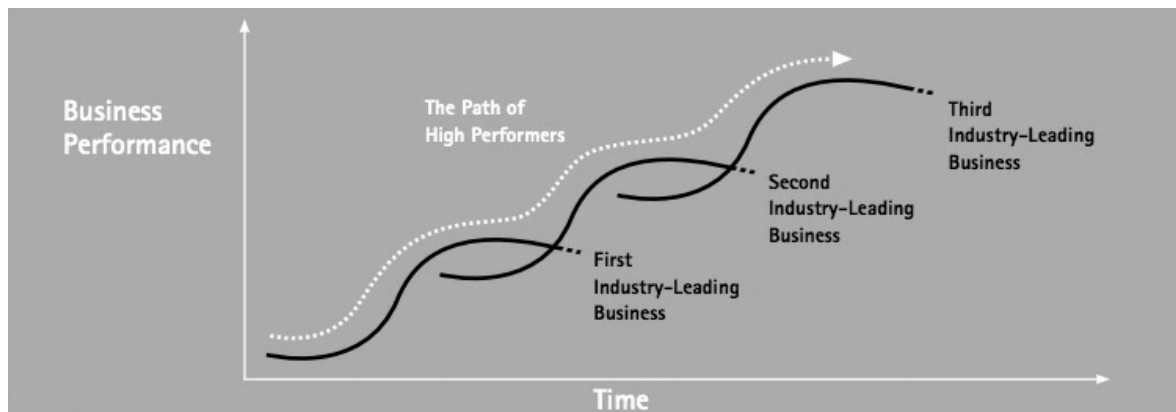 Business
Performance
The Path of
High Performers
Third
Industry-Leading
Business
Second
Industry-Leading
Business
First
Industry-Leading
Business
Time